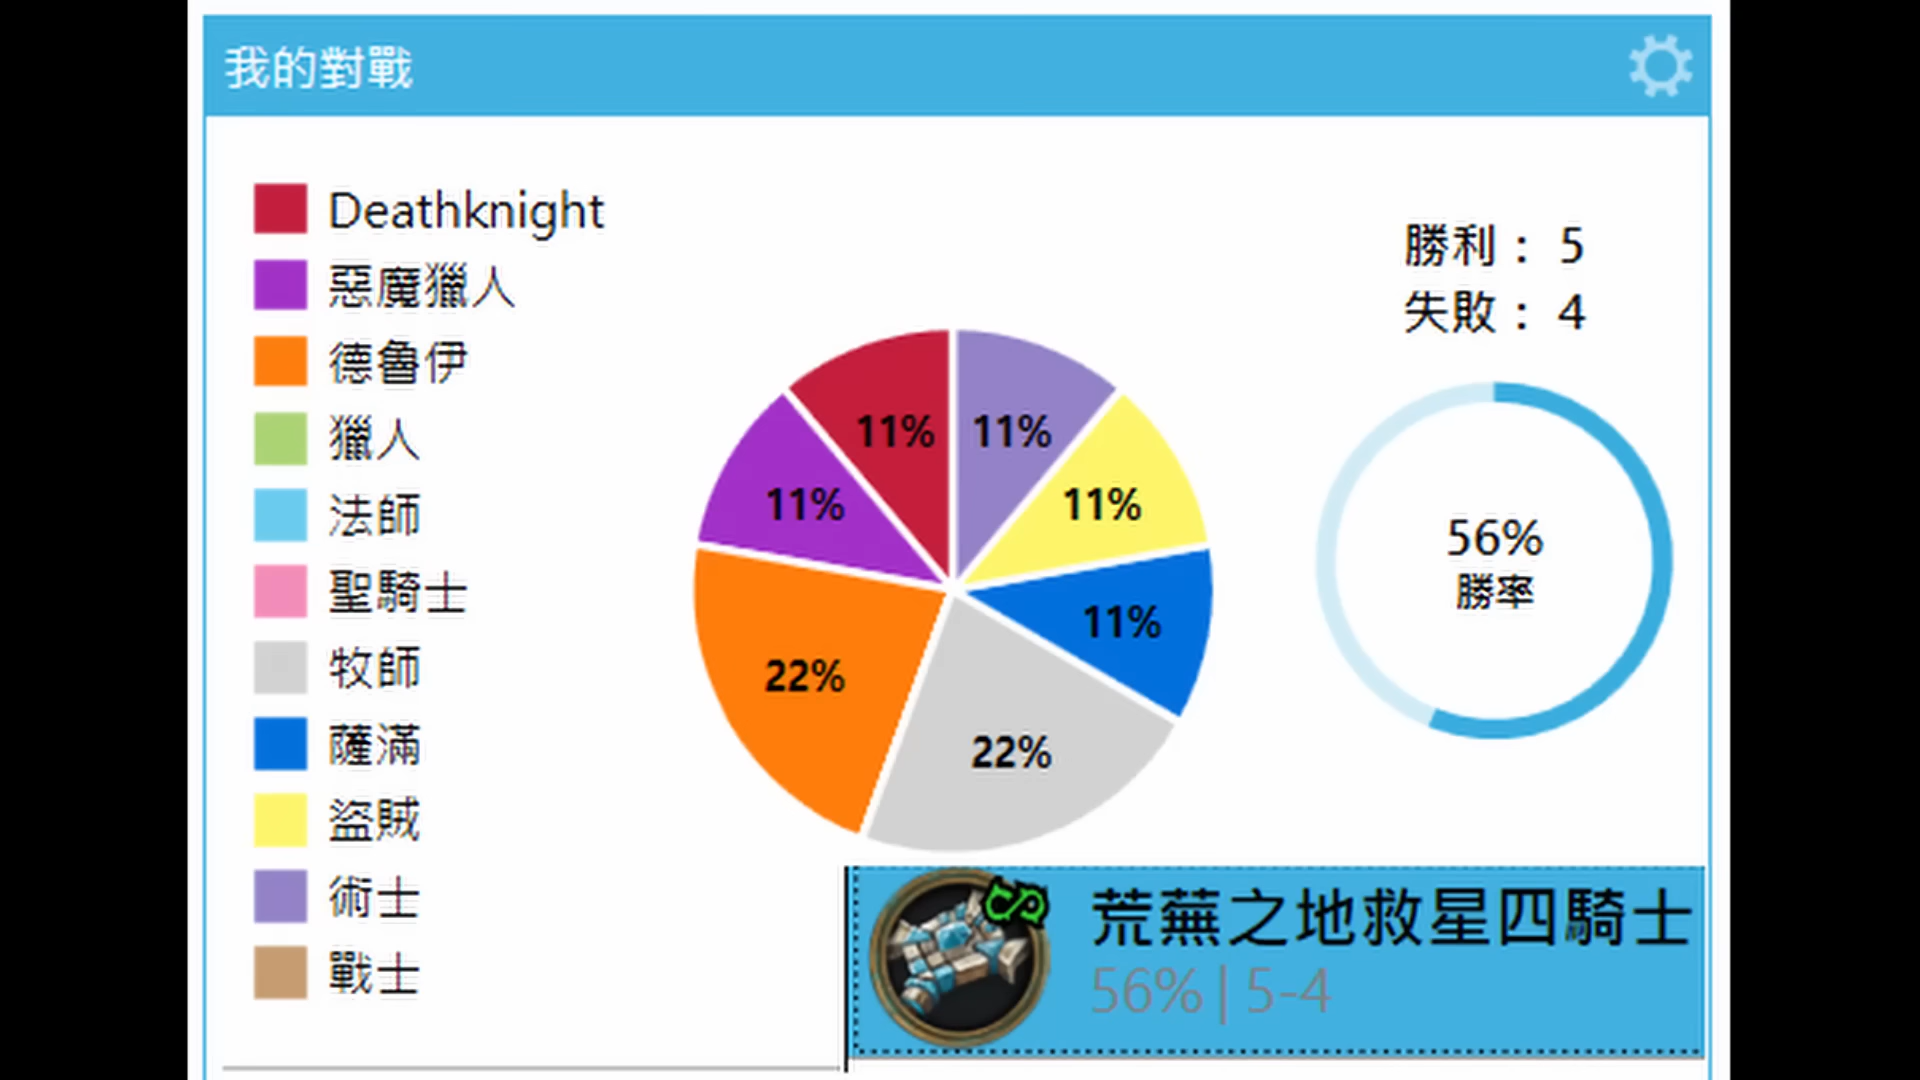 我的對戰
Deathknight
惡魔獵人
德魯伊
獵人
法師
聖騎士
牧師
薩滿
盜賊
術士
戰士
11%
11%
11%
11%
11%
22%
22%
勝利： 5
失敗： 4
56%
勝率
荒蕪之地救星四騎士
56% | 5-4